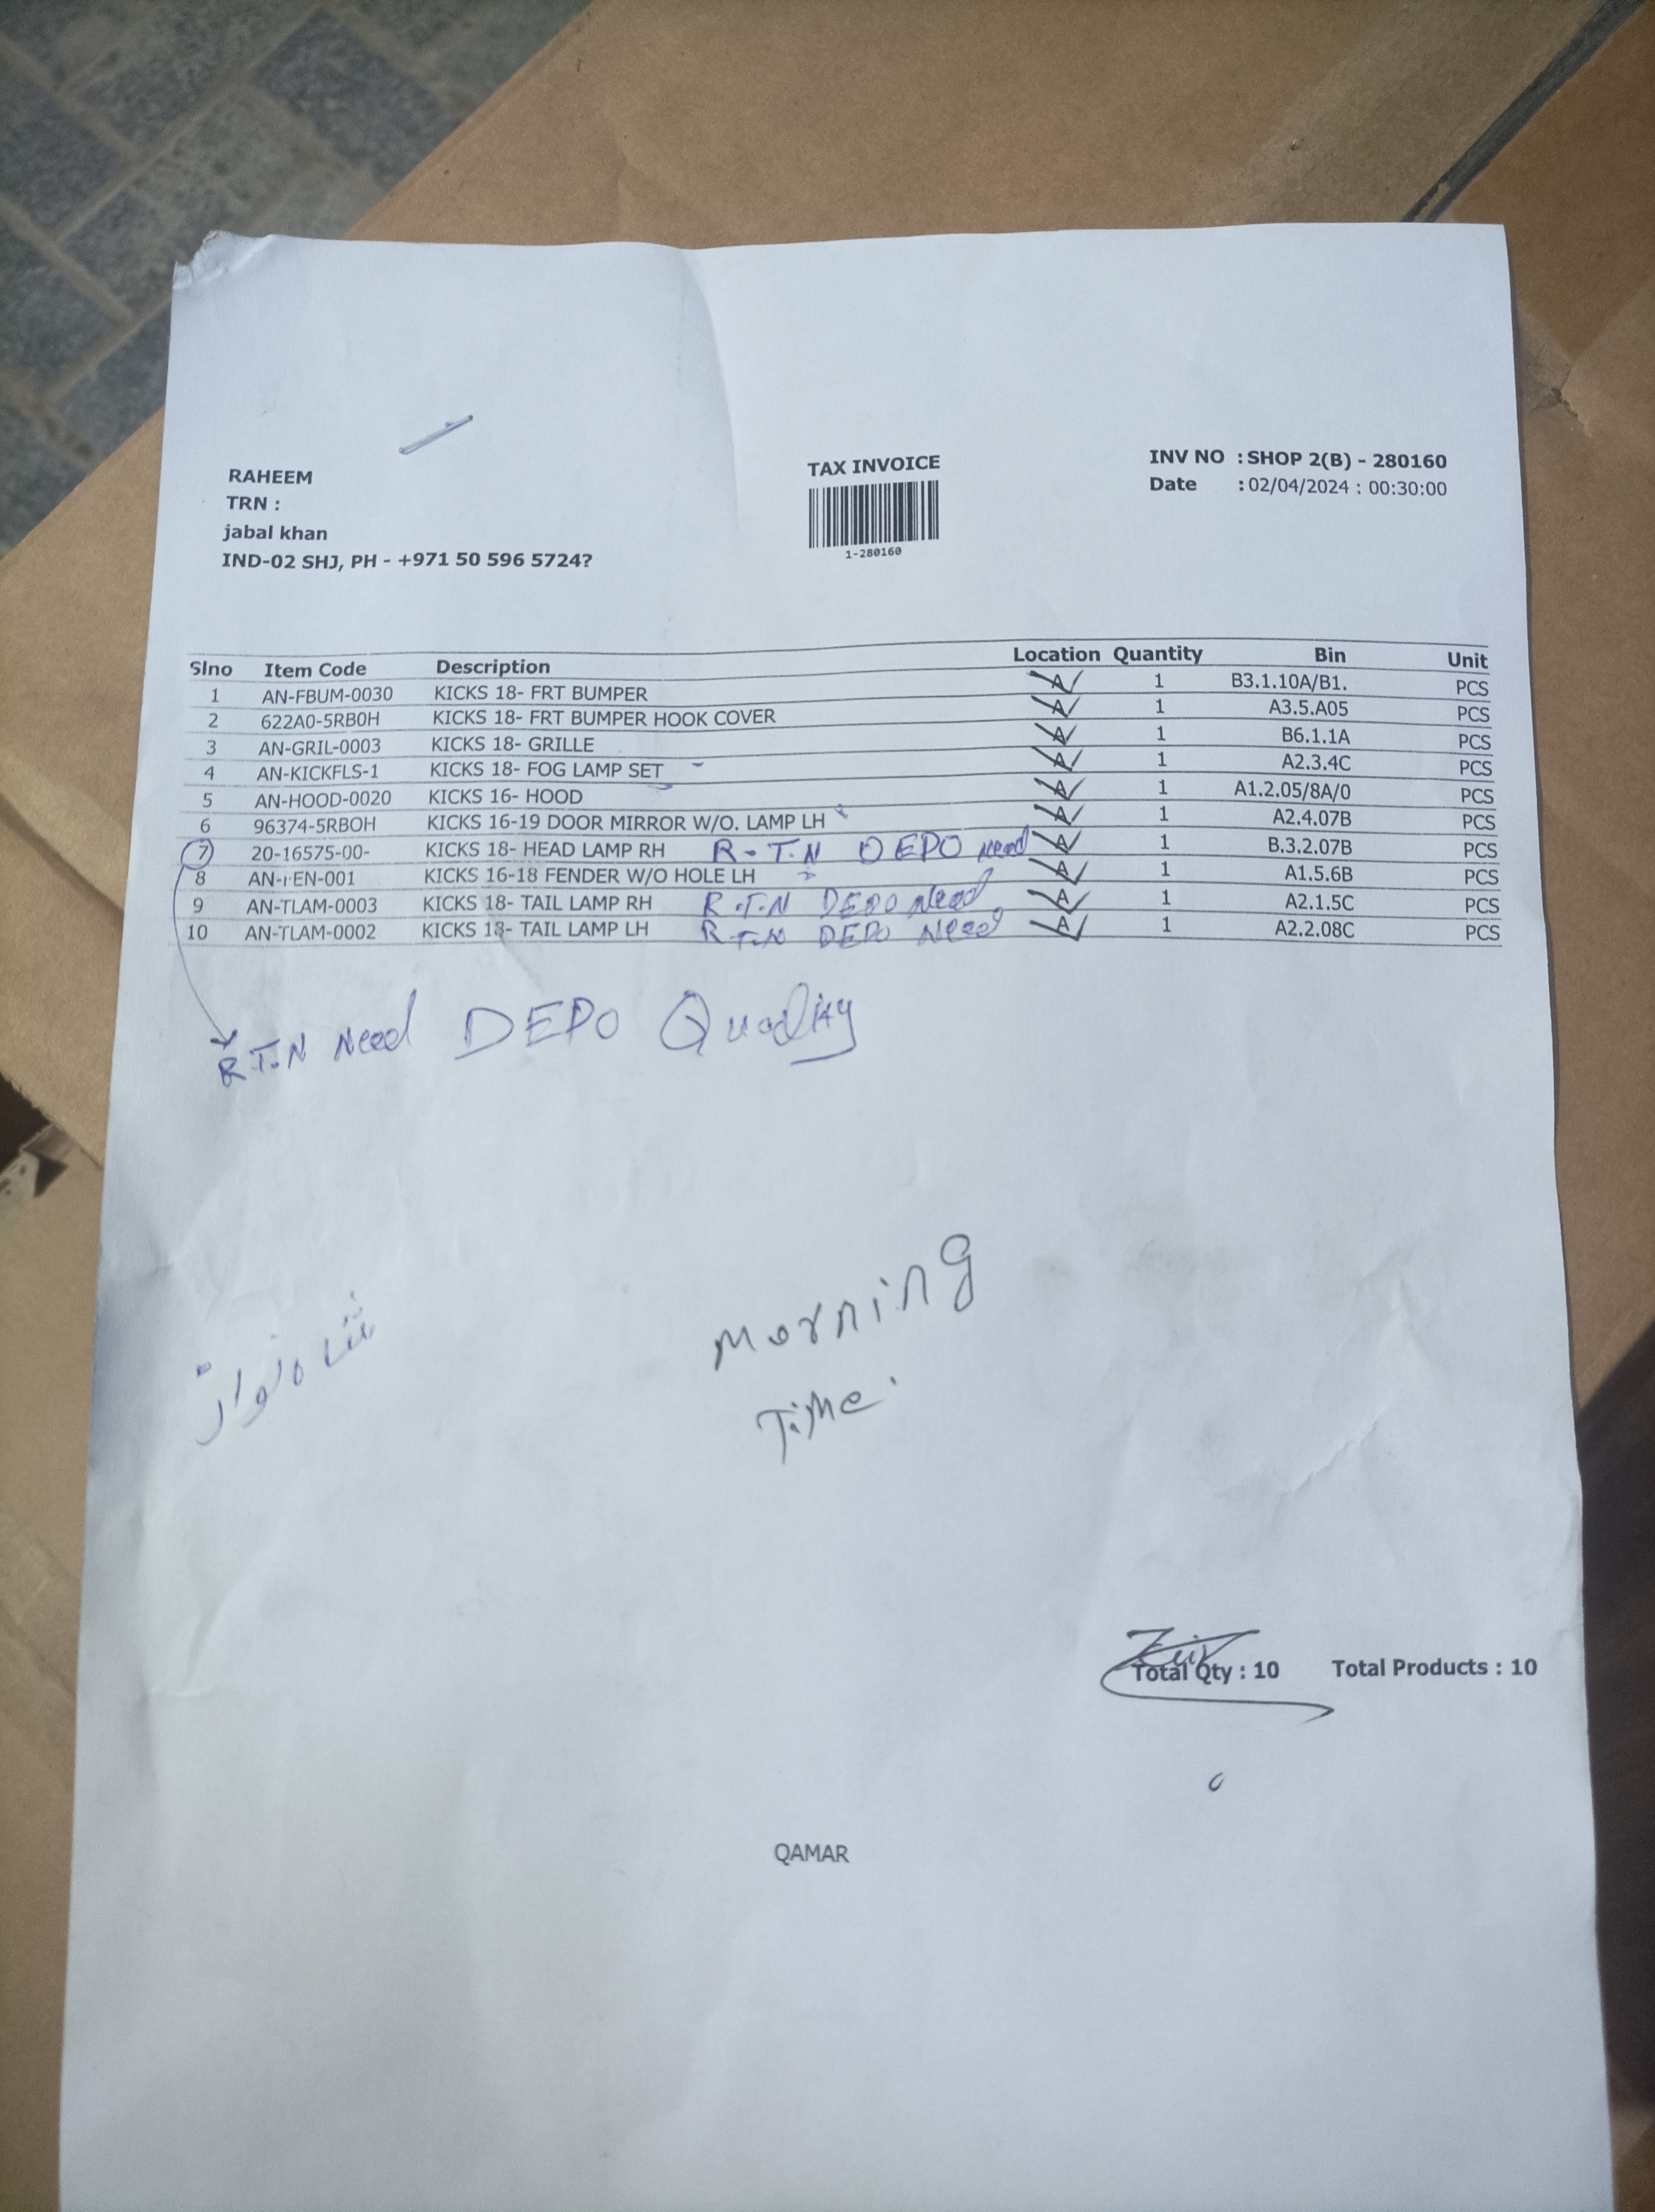 RAHEEM
TRN :
jabal khan
IND-02 SHJ, PH - +971 50 596 5724?
TAX INVOICE
1-280160
INV NO : SHOP 2(B) - 280160
Date : 02/04/2024 : 00:30:00
Slno Item Code Description Location Quantity Bin Unit
1 AN-FBUM-0030 KICKS 18- FRT BUMPER A 1 B3.1.10A/B1. PCS
2 622A0-5RB0H KICKS 18- FRT BUMPER HOOK COVER A 1 A3.5.A05 PCS
3 AN-GRIL-0003 KICKS 18- GRILLE A 1 B6.1.1A PCS
4 AN-KICKFLS-1 KICKS 18- FOG LAMP SET A 1 A2.3.4C PCS
5 AN-HOOD-0020 KICKS 16- HOOD A 1 A1.2.05/8A/0 PCS
6 96374-5RBOH KICKS 16-19 DOOR MIRROR W/O. LAMP LH A 1 A2.4.07B PCS
7 20-16575-00- KICKS 18- HEAD LAMP RH R-T.N DEPO Need A 1 B.3.2.07B PCS
8 AN-FEN-001 KICKS 16-18 FENDER W/O HOLE LH A 1 A1.5.6B PCS
9 AN-TLAM-0003 KICKS 18- TAIL LAMP RH R.T.N DEPO Need A 1 A2.1.5C PCS
10 AN-TLAM-0002 KICKS 18- TAIL LAMP LH R.T.N DEPO Need A 1 A2.2.08C PCS
R.T.N Need DEPO Quality
شاہ نواز
Morning
Time.
Total Qty : 10 Total Products : 10
QAMAR